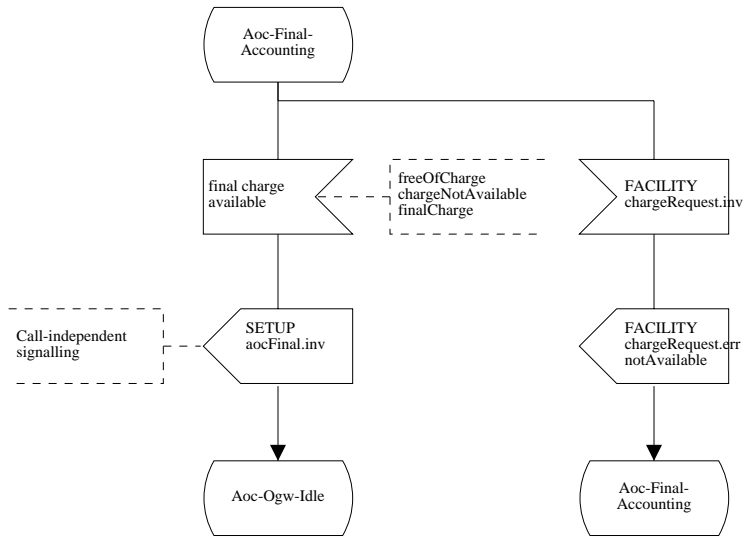 Aoc-Final-
Accounting
final charge
available
freeOfCharge
chargeNotAvailable
finalCharge
FACILITY
chargeRequest.inv
Call-independent
signalling
SETUP
aocFinal.inv
FACILITY
chargeRequest.err
notAvailable
Aoc-Ogw-Idle
Aoc-Final-
Accounting